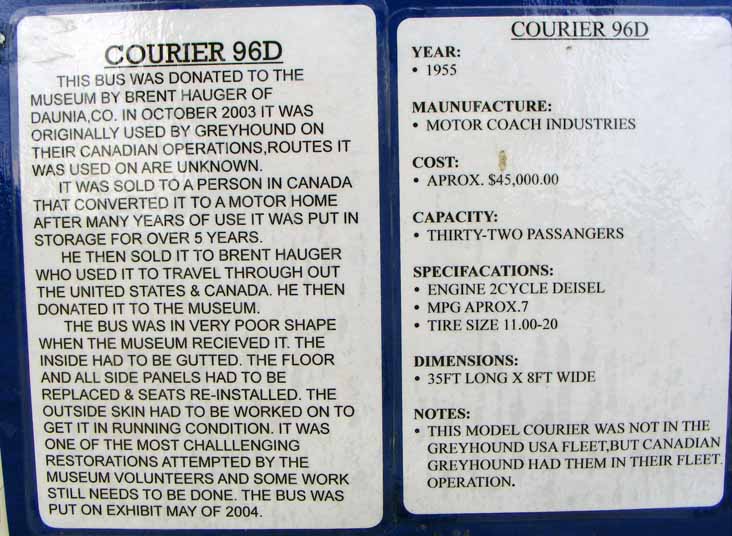 COURIER 96D
THIS BUS WAS DONATED TO THE
MUSEUM BY BRENT HAUGER OF
DAUNIA,CO. IN OCTOBER 2003 IT WAS
ORIGINALLY USED BY GREYHOUND ON
THEIR CANADIAN OPERATIONS,ROUTES IT
WAS USED ON ARE UNKNOWN.
IT WAS SOLD TO A PERSON IN CANADA
THAT CONVERTED IT TO A MOTOR HOME
AFTER MANY YEARS OF USE IT WAS PUT IN
STORAGE FOR OVER 5 YEARS.
HE THEN SOLD IT TO BRENT HAUGER
WHO USED IT TO TRAVEL THROUGH OUT
THE UNITED STATES & CANADA. HE THEN
DONATED IT TO THE MUSEUM.
THE BUS WAS IN VERY POOR SHAPE
WHEN THE MUSEUM RECIEVED IT. THE
INSIDE HAD TO BE GUTTED. THE FLOOR
AND ALL SIDE PANELS HAD TO BE
REPLACED & SEATS RE-INSTALLED. THE
OUTSIDE SKIN HAD TO BE WORKED ON TO
GET IT IN RUNNING CONDITION. IT WAS
ONE OF THE MOST CHALLLENGING
RESTORATIONS ATTEMPTED BY THE
MUSEUM VOLUNTEERS AND SOME WORK
STILL NEEDS TO BE DONE. THE BUS WAS
PUT ON EXHIBIT MAY OF 2004.
COURIER 96D
YEAR:
• 1955
MAUNUFACTURE:
• MOTOR COACH INDUSTRIES
COST:
• APROX. $45,000.00
CAPACITY:
• THIRTY-TWO PASSANGERS
SPECIFACATIONS:
• ENGINE 2CYCLE DEISEL
• MPG APROX.7
• TIRE SIZE 11.00-20
DIMENSIONS:
• 35FT LONG X 8FT WIDE
NOTES:
• THIS MODEL COURIER WAS NOT IN THE
GREYHOUND USA FLEET,BUT CANADIAN
GREYHOUND HAD THEM IN THEIR FLEET
OPERATION.